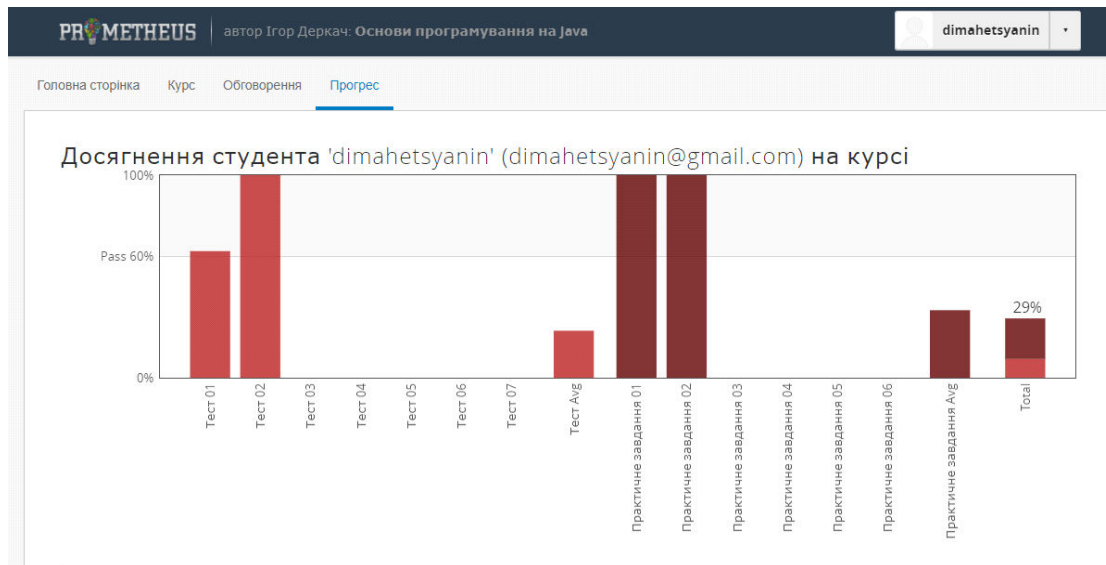 PROMETHEUS
автор Ігор Деркач: Основи програмування на Java
dimahetsyanin
Головна сторінка Курс Обговорення Прогрес
Досягнення студента 'dimahetsyanin' (dimahetsyanin@gmail.com) на курсі
100%
Pass 60%
0%
29%
Тест 01
Тест 02
Тест 03
Тест 04
Тест 05
Тест 06
Тест 07
Тест Avg
Практичне завдання 01
Практичне завдання 02
Практичне завдання 03
Практичне завдання 04
Практичне завдання 05
Практичне завдання 06
Практичне завдання Avg
Total